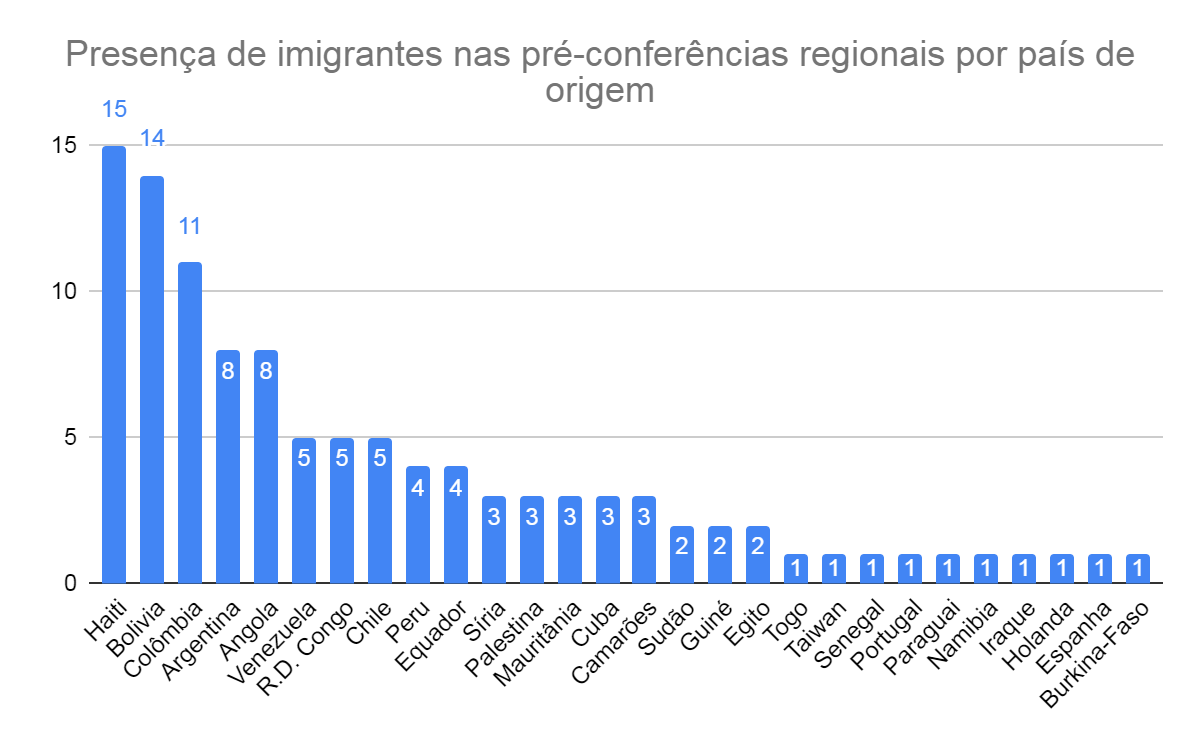 Presença de imigrantes nas pré-conferências regionais por país de
origem
15
14
11
8
8
5
5
5
4
4
3
3
3
3
3
2
2
2
1
1
1
1
1
1
1
1
1
1
15
10
5
0
Haiti
Bolivia
Colômbia
Argentina
Angola
Venezuela
R.D. Congo
Chile
Peru
Equador
Síria
Palestina
Mauritânia
Cuba
Camarões
Sudão
Guiné
Egito
Togo
Taiwan
Senegal
Portugal
Paraguai
Namibia
Iraque
Holanda
Espanha
Burkina-Faso